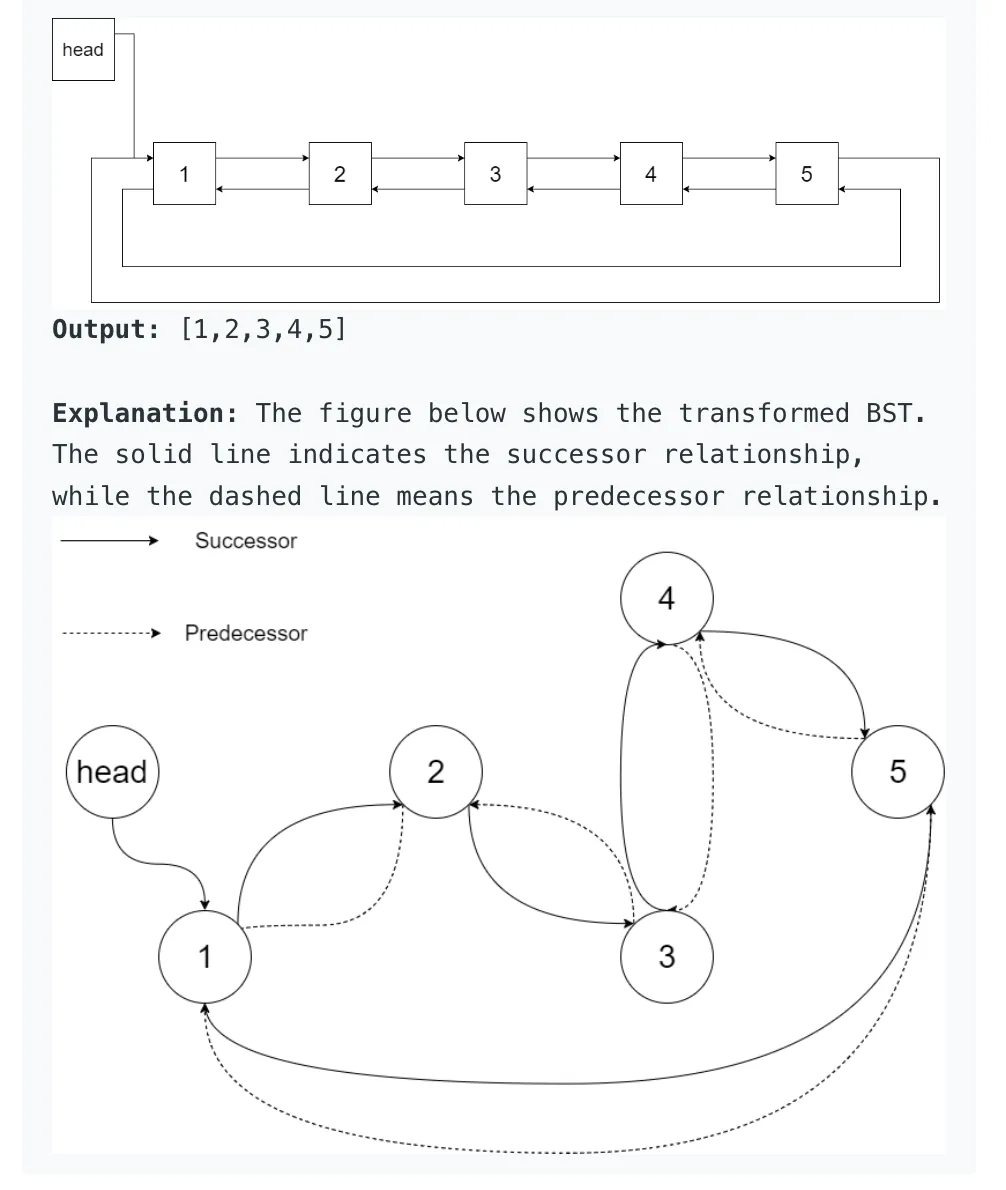 head
1 2 3 4 5
Output: [1,2,3,4,5]
Explanation: The figure below shows the transformed BST.
The solid line indicates the successor relationship,
while the dashed line means the predecessor relationship.
Successor
4
Predecessor
head
2
5
1
3